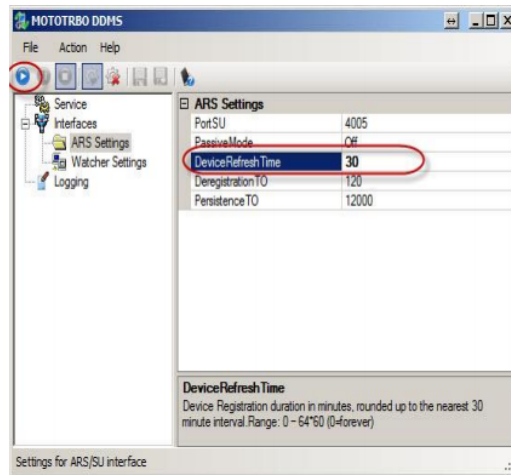 MOTOTRBO DDMS
File Action Help
Service
Interfaces
ARS Settings
Watcher Settings
Logging
ARS Settings
PortSU 4005
PassiveMode Off
DeviceRefreshTime 30
DeregistrationTO 120
PersistenceTO 12000
DeviceRefreshTime
Device Registration duration in minutes, rounded up to the nearest 30
minute interval.Range: 0 - 64*60 (0=forever)
Settings for ARS/SU interface